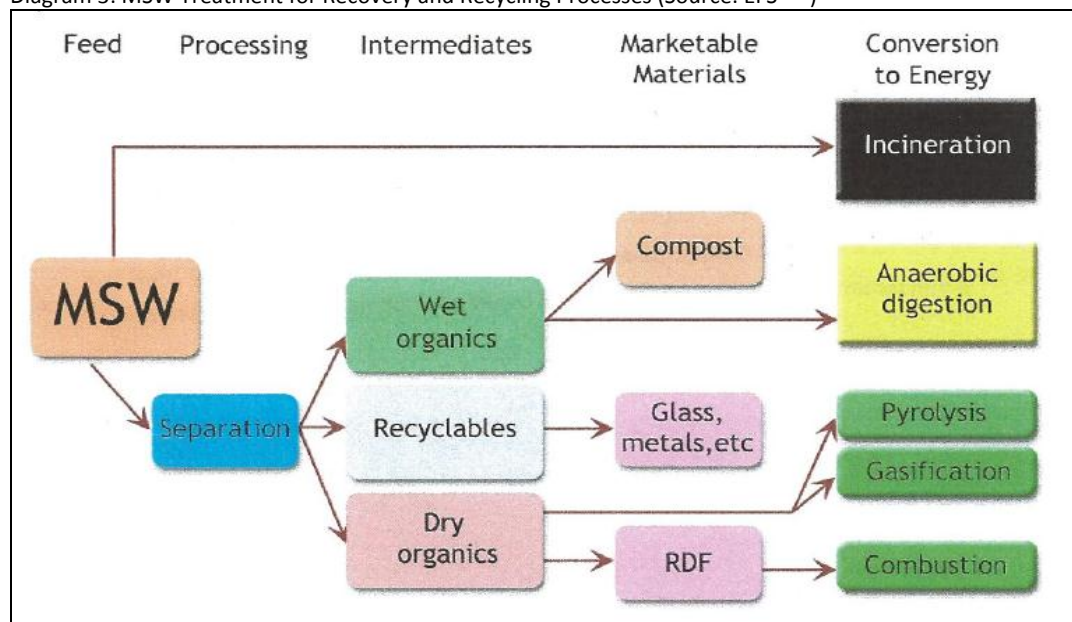 Feed
Processing
Intermediates
Marketable
Materials
Conversion
to Energy
Incineration
Compost
MSW
Wet
organics
Anaerobic
digestion
Separation
Recyclables
Glass,
metals,etc
Pyrolysis
Gasification
Dry
organics
RDF
Combustion